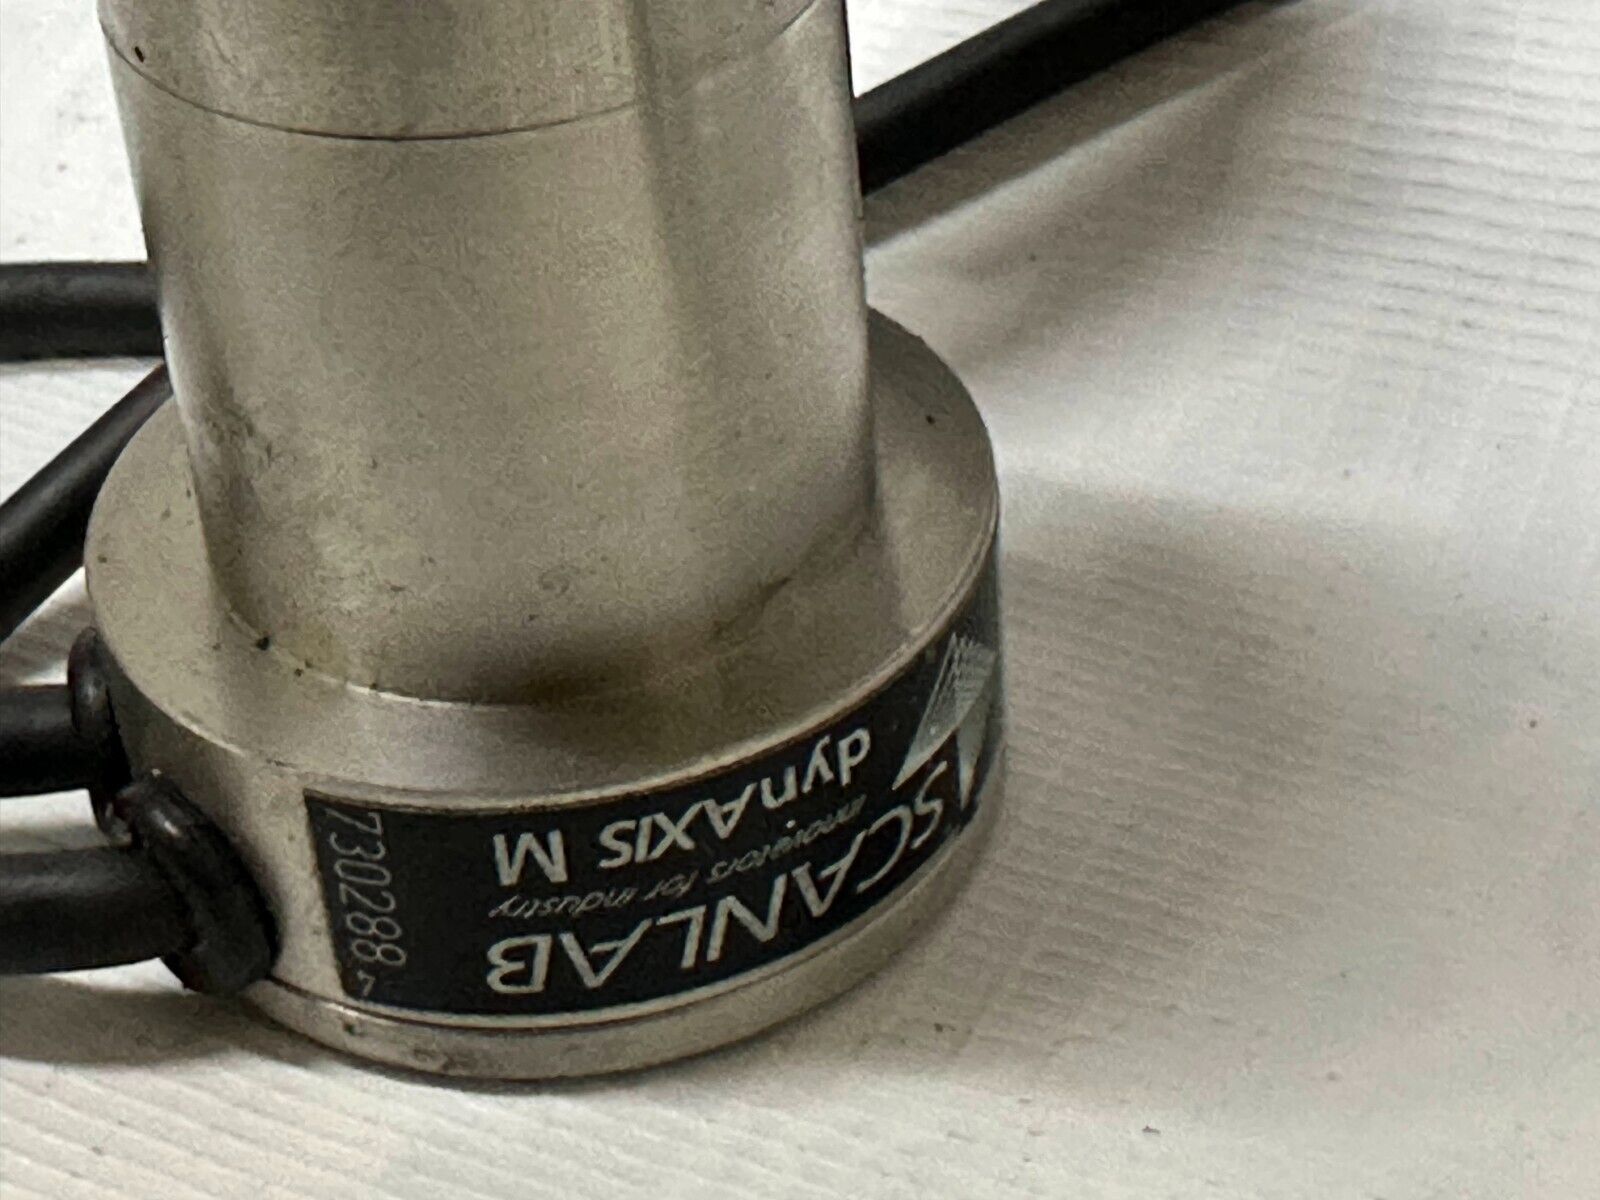 SCANLAB
innovators for industry
dynAXIS M
730288